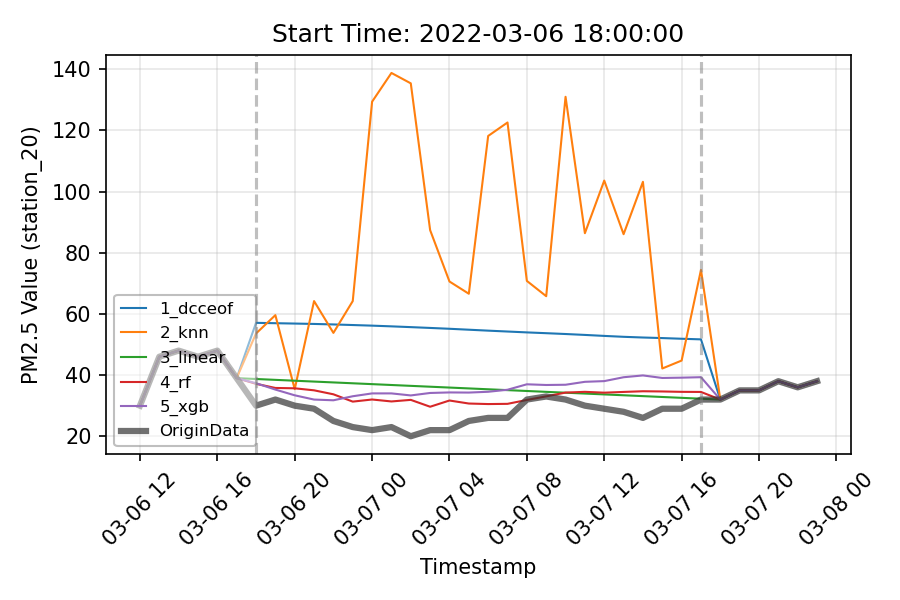 Start Time: 2022-03-06 18:00:00
PM2.5 Value (station_20)
140
120
100
80
60
40
20
1_dcceof
2_knn
3_linear
4_rf
5_xgb
OriginData
03-06 12
03-06 16
03-06 20
03-07 00
03-07 04
03-07 08
03-07 12
03-07 16
03-07 20
03-08 00
Timestamp